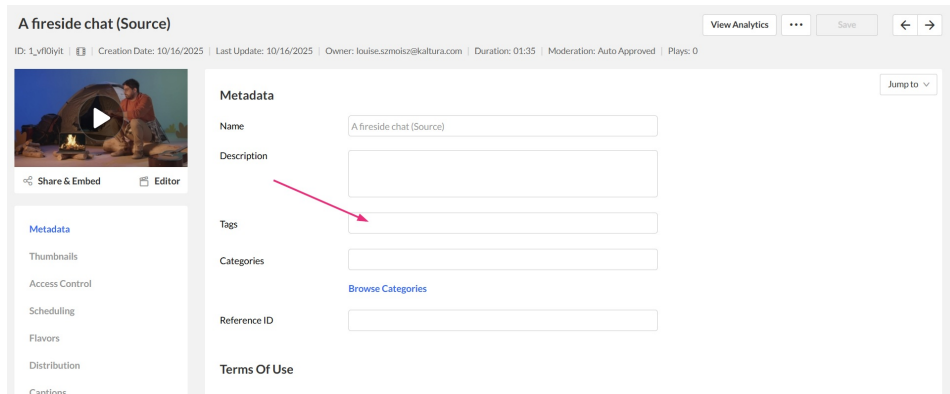 A fireside chat (Source)
View Analytics
Save
ID: 1_vfl0iyit | Creation Date: 10/16/2025 | Last Update: 10/16/2025 | Owner: louise.szmoisz@kaltura.com | Duration: 01:35 | Moderation: Auto Approved | Plays: 0
Jump to
Share & Embed
Editor
Metadata
Thumbnails
Access Control
Scheduling
Flavors
Distribution
Captions
Metadata
Name
A fireside chat (Source)
Description
Tags
Categories
Browse Categories
Reference ID
Terms Of Use